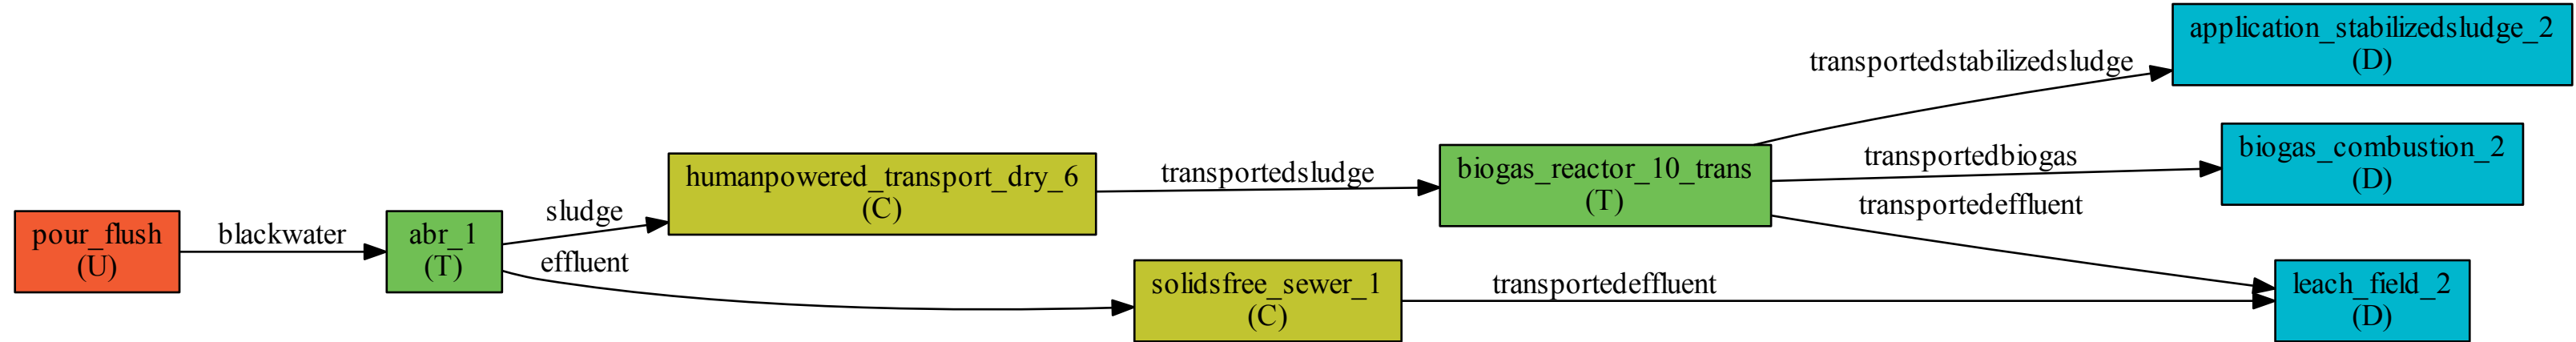 pour_flush
(U)
blackwater
abr_1
(T)
sludge
effluent
humanpowered_transport_dry_6
(C)
solidsfree_sewer_1
(C)
transportedsludge
transportedeffluent
biogas_reactor_10_trans
(T)
transportedstabilizedsludge
transportedbiogas
transportedeffluent
application_stabilizedsludge_2
(D)
biogas_combustion_2
(D)
leach_field_2
(D)